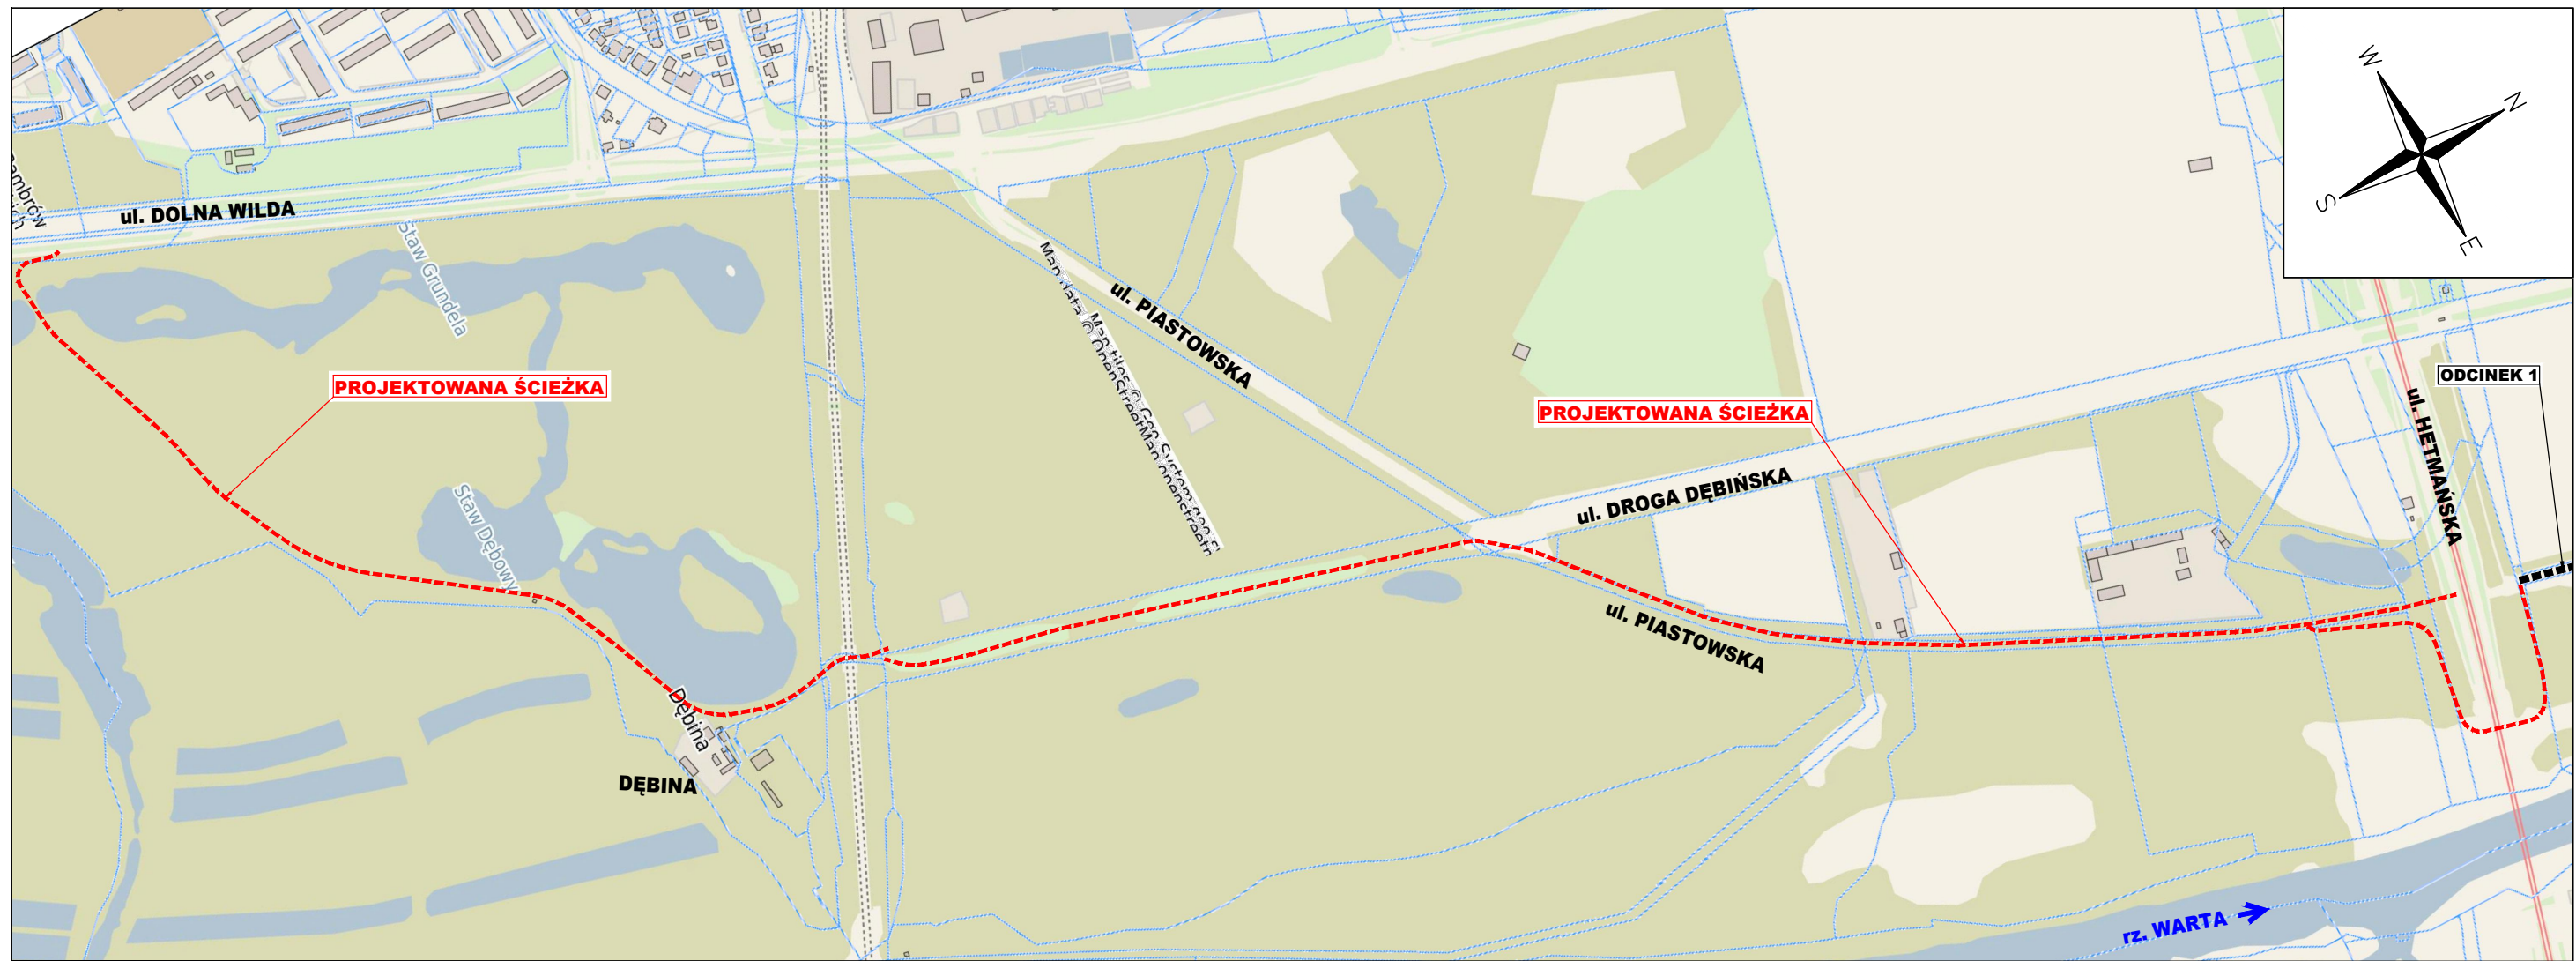 W
N
S
E
ul. DOLNA WILDA
Staw Grundela
ul. PIASTOWSKA
PROJEKTOWANA ŚCIEŻKA
PROJEKTOWANA ŚCIEŻKA
ODCINEK 1
ul. HETMAŃSKA
ul. DROGA DĘBIŃSKA
Staw Dębowy
ul. PIASTOWSKA
Dębina
DĘBINA
rz. WARTA